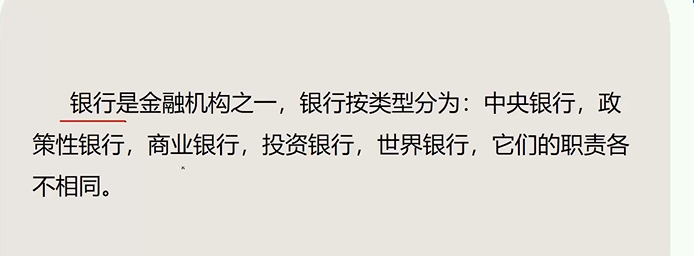 银行是金融机构之一，银行按类型分为：中央银行，政
策性银行，商业银行，投资银行，世界银行，它们的职责各
不相同。